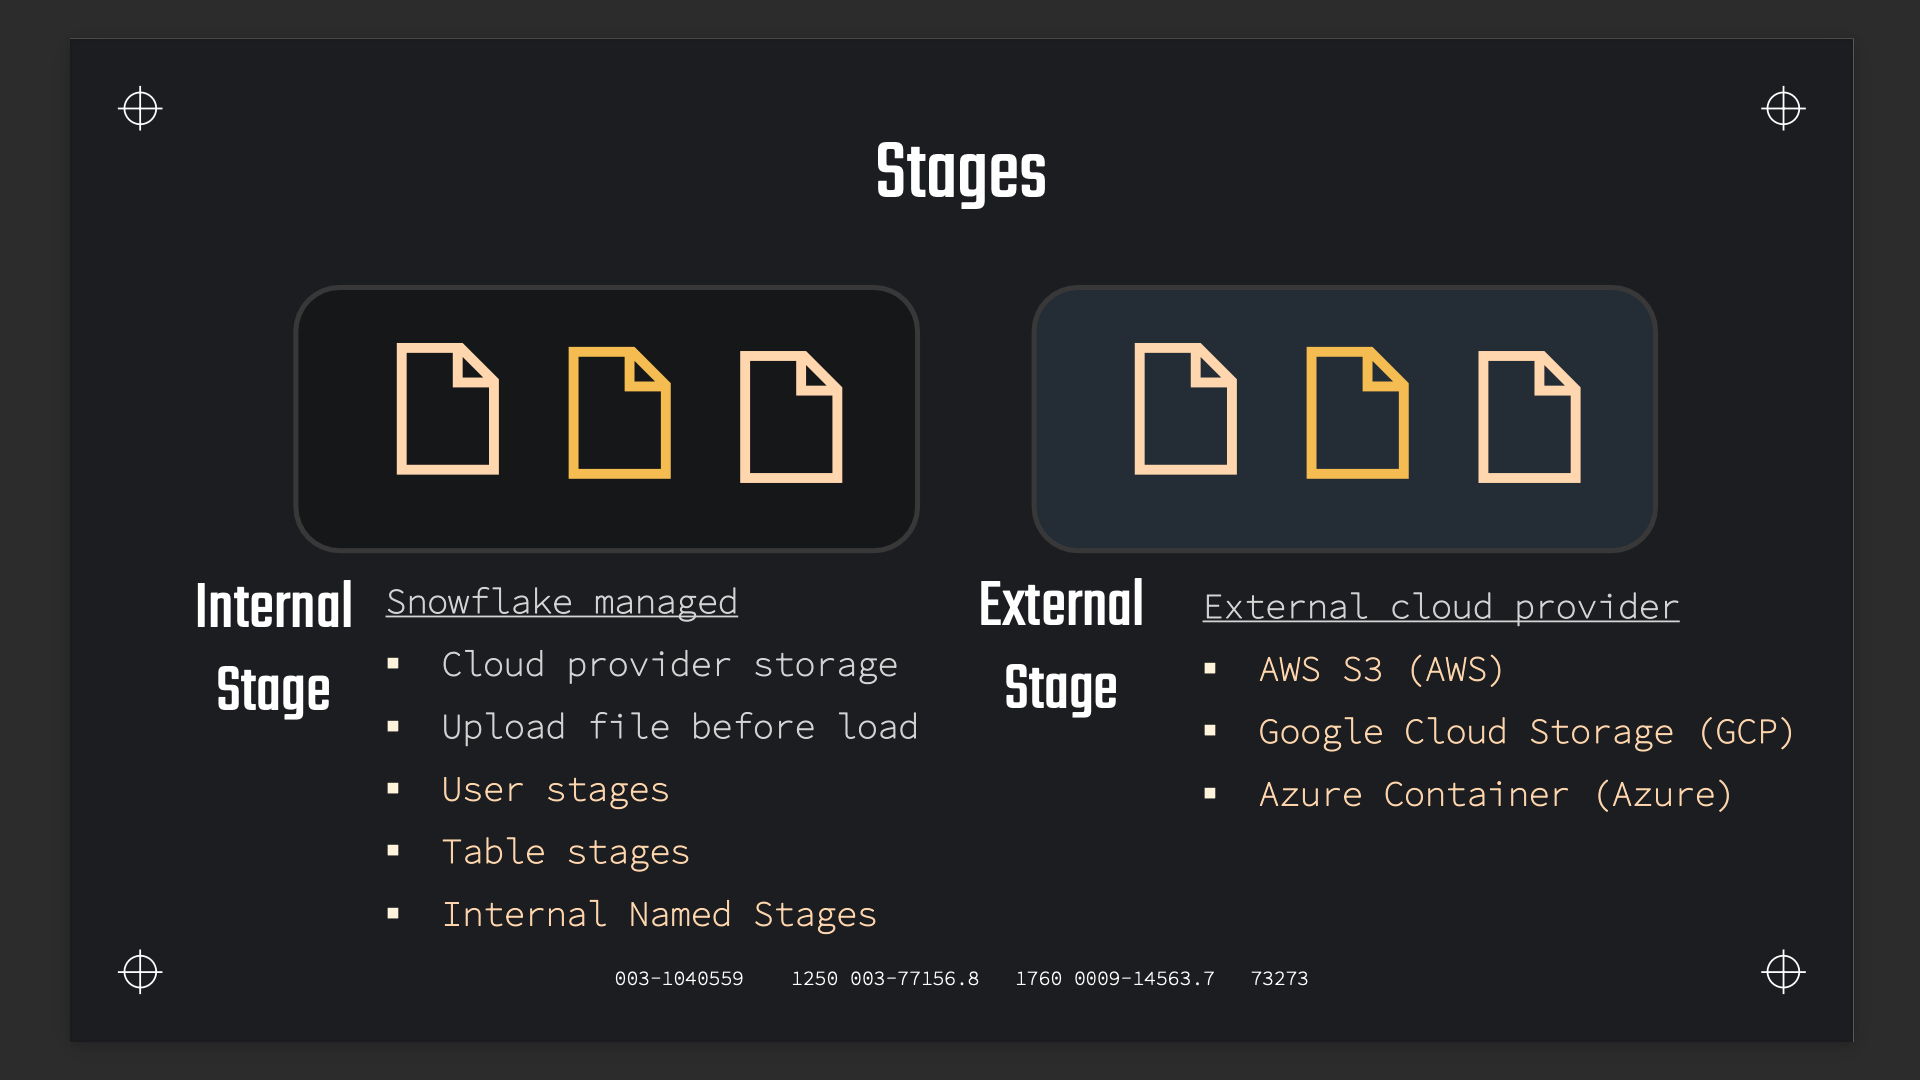 Stages
Internal
Stage
Snowflake managed
Cloud provider storage
Upload file before load
User stages
Table stages
Internal Named Stages
External
Stage
External cloud provider
AWS S3 (AWS)
Google Cloud Storage (GCP)
Azure Container (Azure)
003-1040559 1250 003-77156.8 1760 0009-14563.7 73273